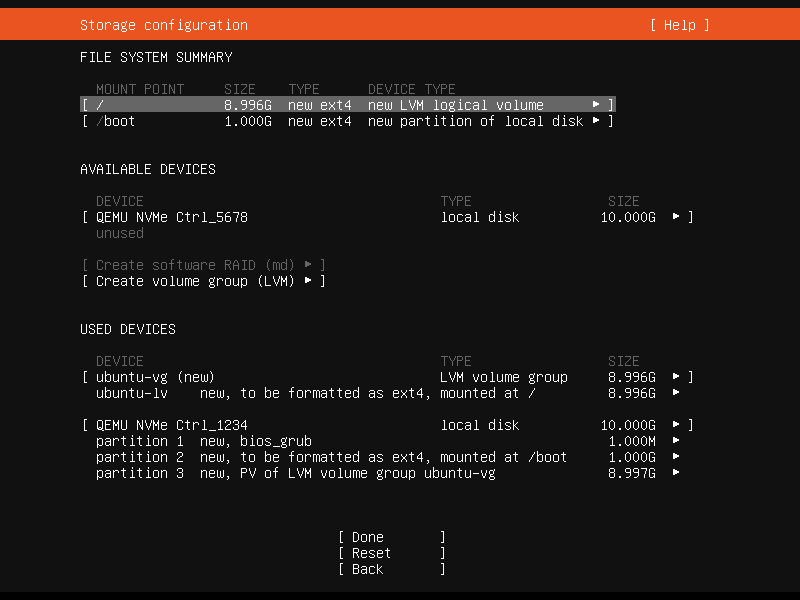 Storage configuration [ Help ]
FILE SYSTEM SUMMARY
MOUNT POINT SIZE TYPE DEVICE TYPE
[ / 8.996G new ext4 new LVM logical volume ▸ ]
[ /boot 1.000G new ext4 new partition of local disk ▸ ]
AVAILABLE DEVICES
DEVICE TYPE SIZE
[ QEMU NVMe Ctrl_5678 local disk 10.000G ▸ ]
unused
[ Create software RAID (md) ▸ ]
[ Create volume group (LVM) ▸ ]
USED DEVICES
DEVICE TYPE SIZE
[ ubuntu-vg (new) LVM volume group 8.996G ▸ ]
ubuntu-lv new, to be formatted as ext4, mounted at / 8.996G ▸
[ QEMU NVMe Ctrl_1234 local disk 10.000G ▸ ]
partition 1 new, bios_grub 1.000M ▸
partition 2 new, to be formatted as ext4, mounted at /boot 1.000G ▸
partition 3 new, PV of LVM volume group ubuntu-vg 8.997G ▸
[ Done ]
[ Reset ]
[ Back ]